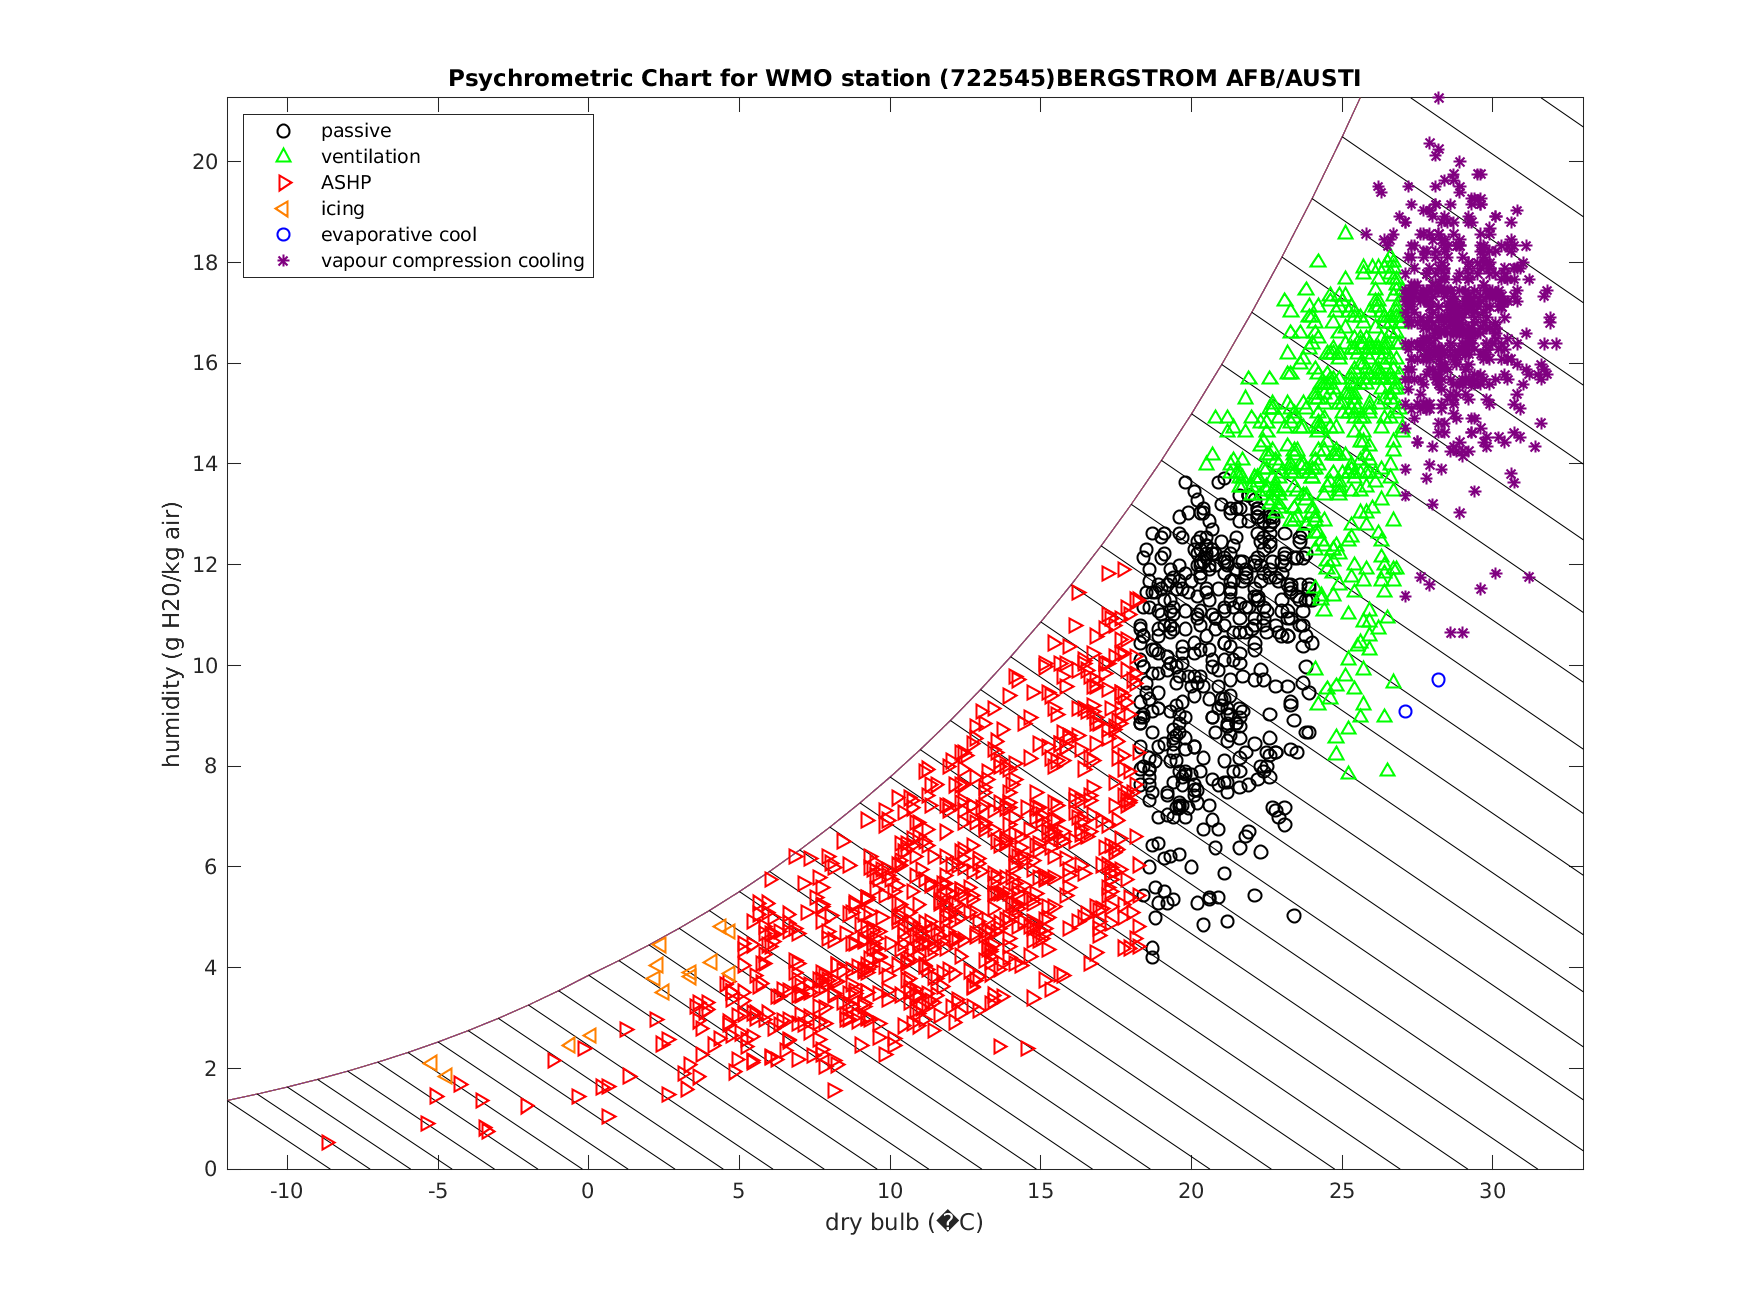 Psychrometric Chart for WMO station (722545)BERGSTROM AFB/AUSTI
passive
ventilation
ASHP
icing
evaporative cool
vapour compression cooling
humidity (g H20/kg air)
20
18
16
14
12
10
8
6
4
2
0
-10 -5 0 5 10 15 20 25 30
dry bulb (�C)